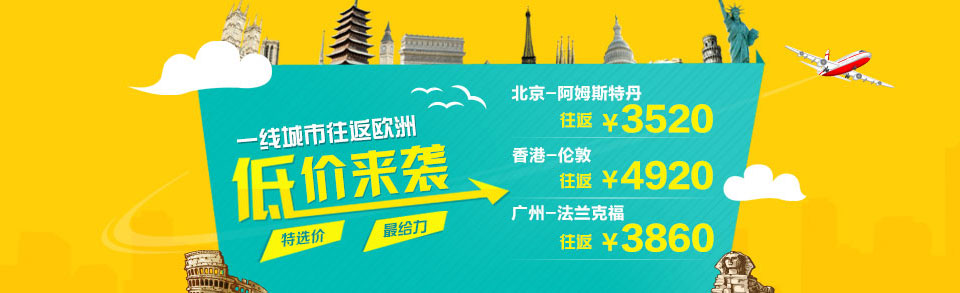 一线城市往返欧洲
低价来袭
特选价
最给力
北京-阿姆斯特丹
往返 ¥3520
香港-伦敦
往返 ¥4920
广州-法兰克福
往返 ¥3860